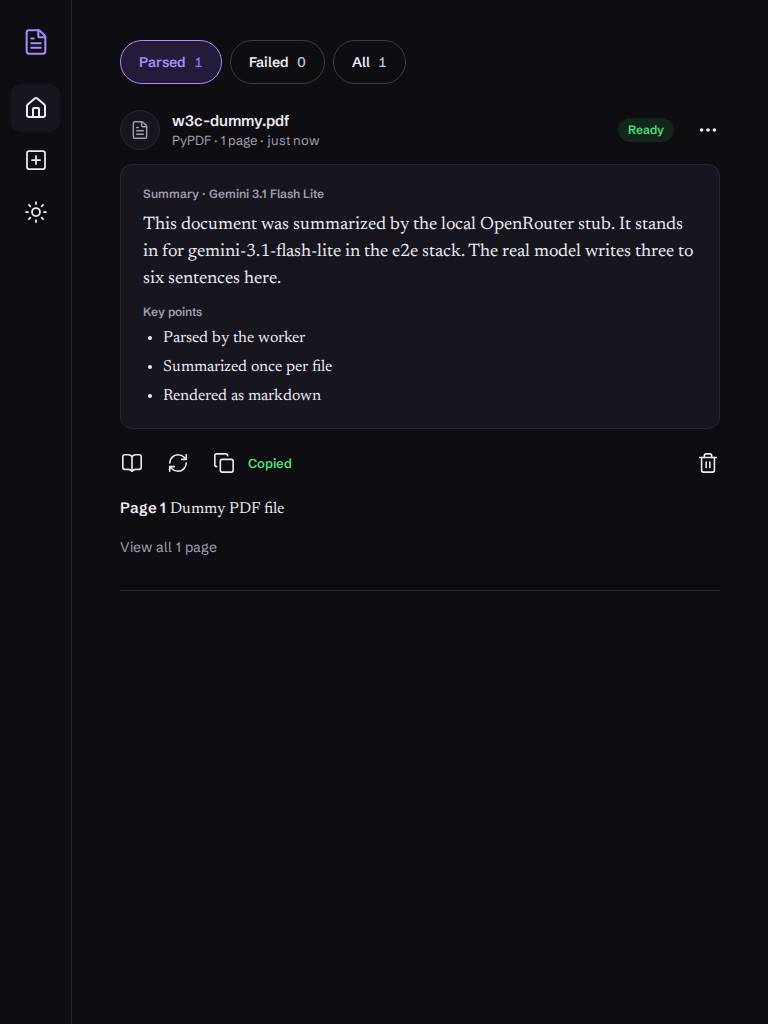 Parsed 1 Failed 0 All 1
w3c-dummy.pdf
PyPDF · 1 page · just now
Ready
Summary · Gemini 3.1 Flash Lite
This document was summarized by the local OpenRouter stub. It stands
in for gemini-3.1-flash-lite in the e2e stack. The real model writes three to
six sentences here.
Key points
• Parsed by the worker
• Summarized once per file
• Rendered as markdown
Copied
Page 1 Dummy PDF file
View all 1 page